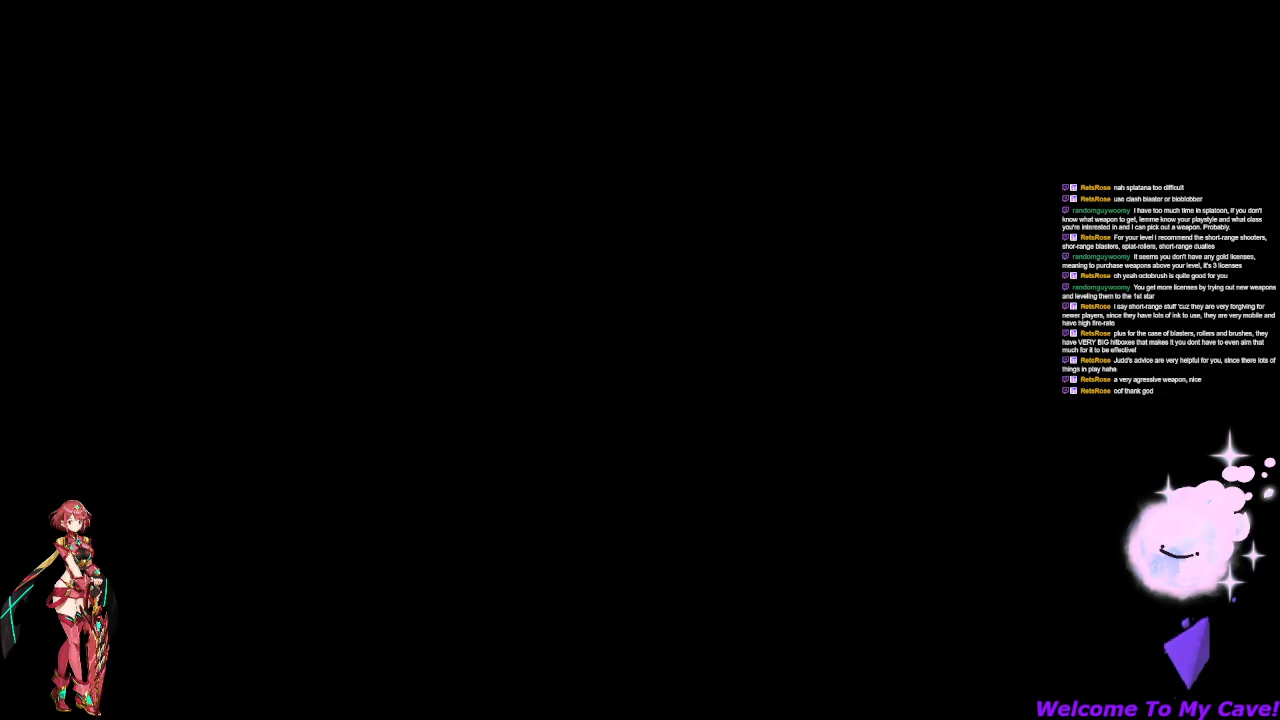 RetsRose nah splatana too difficult
RetsRose use clash blaster or bloblobber
randomguywoomy I have too much time in splatoon, if you don't
know what weapon to get, lemme know your playstyle and what class
you're interested in and I can pick out a weapon. Probably.
RetsRose For your level I recommend the short-range shooters,
shor-range blasters, splat-rollers, short-range dualies
randomguywoomy It seems you don't have any gold licenses,
meaning to purchase weapons above your level, it's 3 licenses
RetsRose oh yeah octobrush is quite good for you
randomguywoomy You get more licenses by trying out new weapons
and leveling them to the 1st star
RetsRose I say short-range stuff 'cuz they are very forgiving for
newer players, since they have lots of ink to use, they are very mobile and
have high fire-rate
RetsRose plus for the case of blasters, rollers and brushes, they
have VERY BIG hitboxes that makes it you dont have to even aim that
much for it to be effective!
RetsRose Judd's advice are very helpful for you, since there lots of
things in play haha
RetsRose a very agressive weapon, nice
RetsRose oof thank god
Welcome To My Cave!